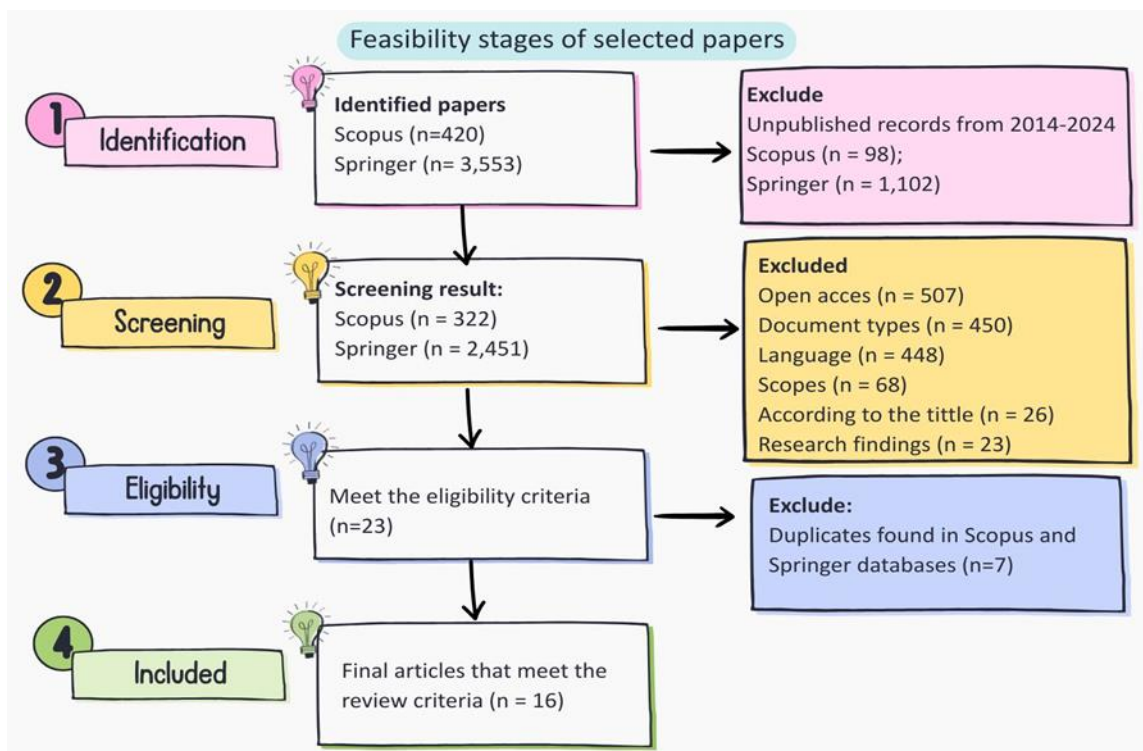 Feasibility stages of selected papers
1
Identification
Identified papers
Scopus (n=420)
Springer (n= 3,553)
Exclude
Unpublished records from 2014-2024
Scopus (n = 98);
Springer (n = 1,102)
2
Screening
Screening result:
Scopus (n = 322)
Springer (n = 2,451)
Excluded
Open acces (n = 507)
Document types (n = 450)
Language (n = 448)
Scopes (n = 68)
According to the tittle (n = 26)
Research findings (n = 23)
3
Eligibility
Meet the eligibility criteria
(n=23)
Exclude:
Duplicates found in Scopus and
Springer databases (n=7)
4
Included
Final articles that meet the
review criteria (n = 16)